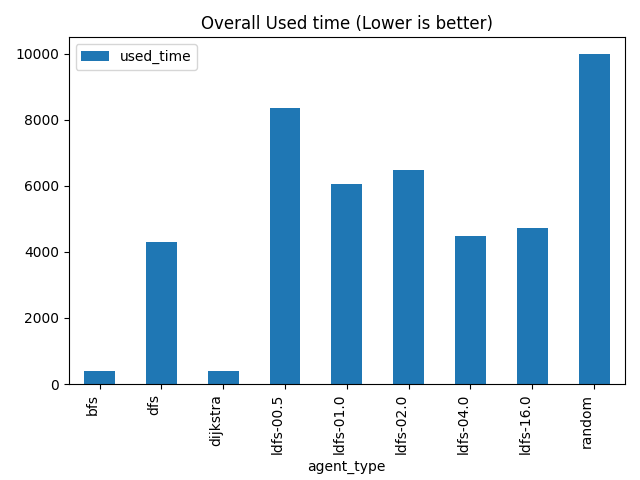 Overall Used time (Lower is better)
used_time
10000
8000
6000
4000
2000
0
bfs
dfs
dijkstra
ldfs-00.5
ldfs-01.0
ldfs-02.0
ldfs-04.0
ldfs-16.0
random
agent_type